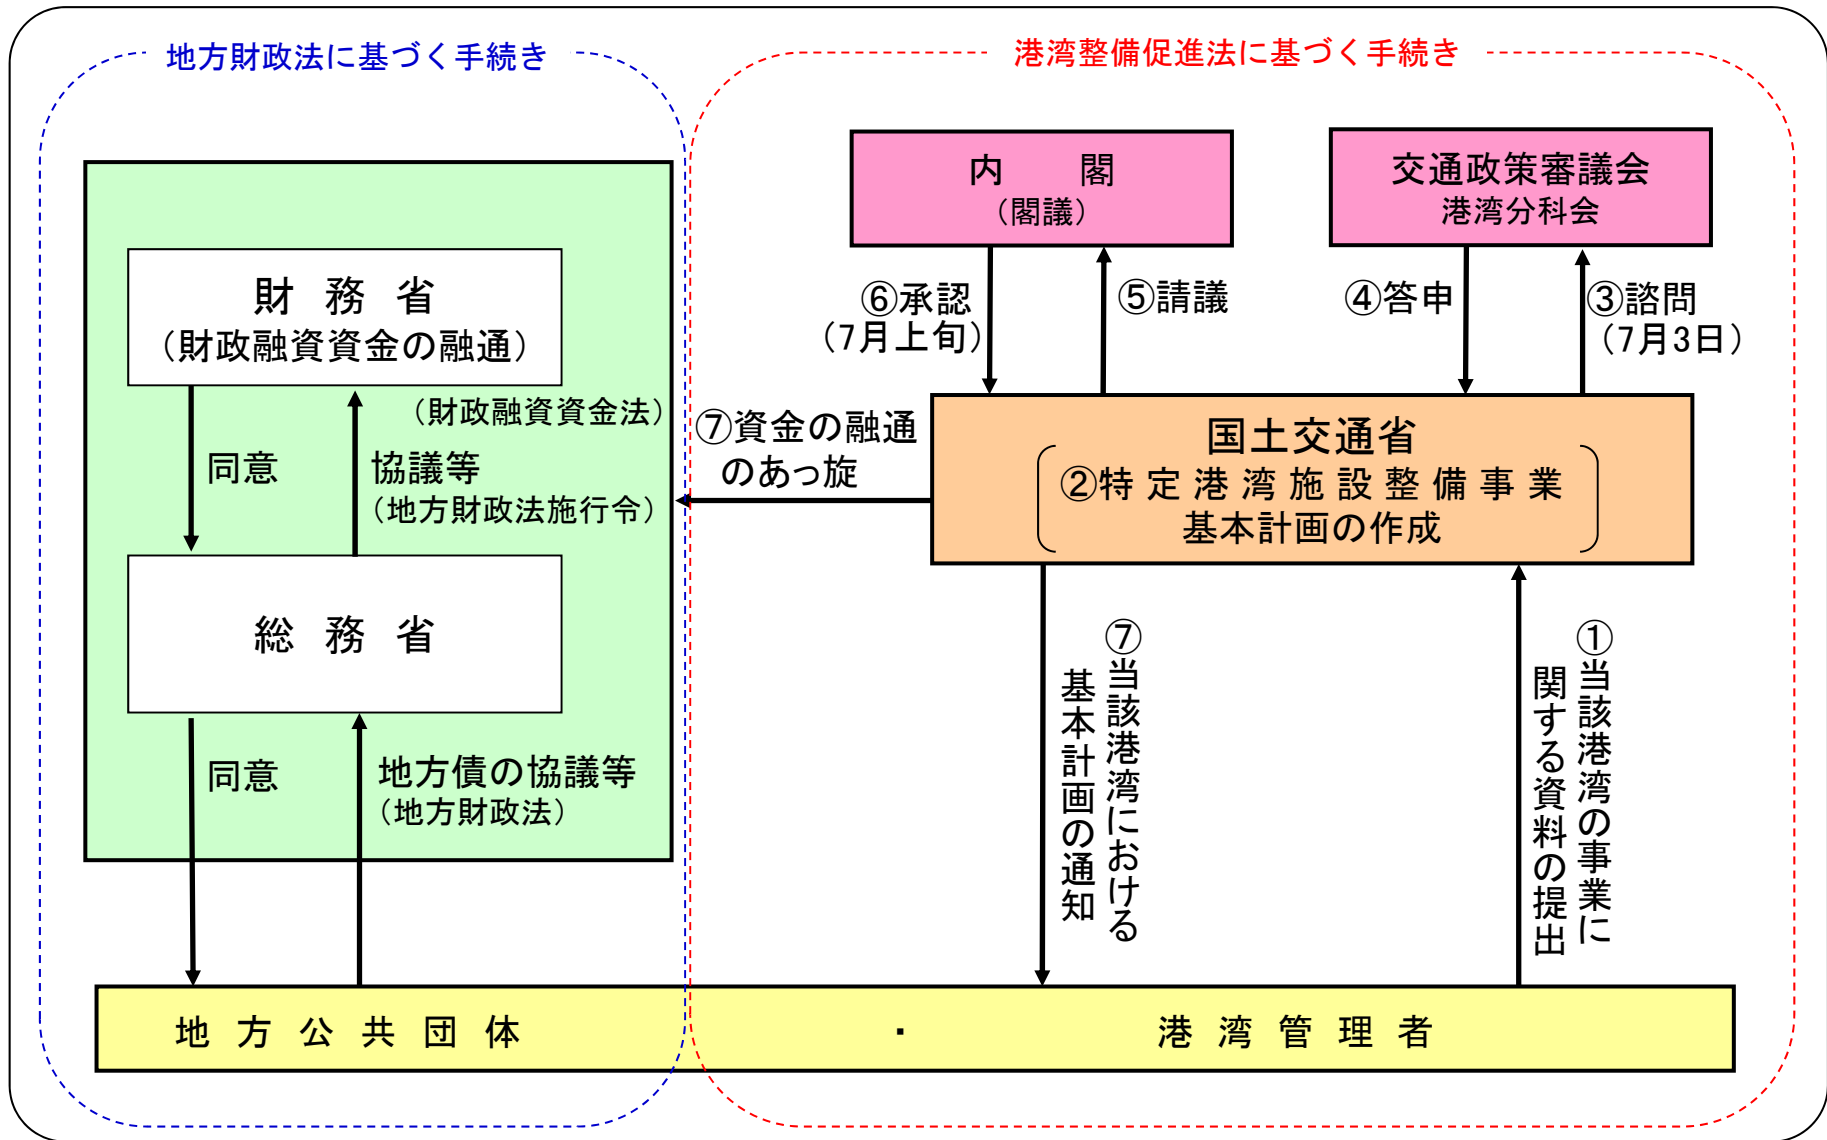 地方財政法に基づく手続き
港湾整備促進法に基づく手続き
内　閣
（閣議）
交通政策審議会
港湾分科会
財務省
（財政融資資金の融通）
⑥承認
（7月上旬）
⑤請議
④答申
③諮問
（7月3日）
（財政融資資金法）
同意
協議等
（地方財政法施行令）
⑦資金の融通
のあっ旋
国土交通省
②特定港湾施設整備事業
基本計画の作成
総務省
同意
地方債の協議等
（地方財政法）
⑦当該港湾における
基本計画の通知
①当該港湾の事業に
関する資料の提出
地方公共団体　・　港湾管理者